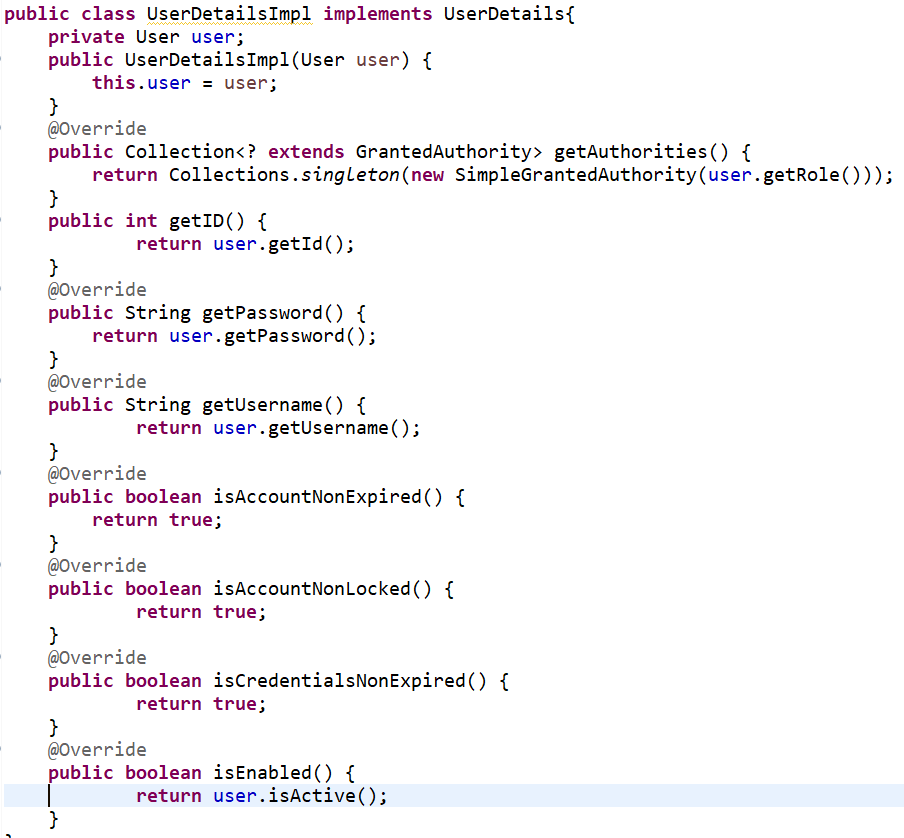 public class UserDetailsImpl implements UserDetails{
    private User user;
    public UserDetailsImpl(User user) {
        this.user = user;
    }
    @Override
    public Collection<? extends GrantedAuthority> getAuthorities() {
        return Collections.singleton(new SimpleGrantedAuthority(user.getRole()));
    }
    public int getID() {
            return user.getId();
    }
    @Override
    public String getPassword() {
        return user.getPassword();
    }
    @Override
    public String getUsername() {
            return user.getUsername();
    }
    @Override
    public boolean isAccountNonExpired() {
        return true;
    }
    @Override
    public boolean isAccountNonLocked() {
            return true;
    }
    @Override
    public boolean isCredentialsNonExpired() {
            return true;
    }
    @Override
    public boolean isEnabled() {
            return user.isActive();
    }